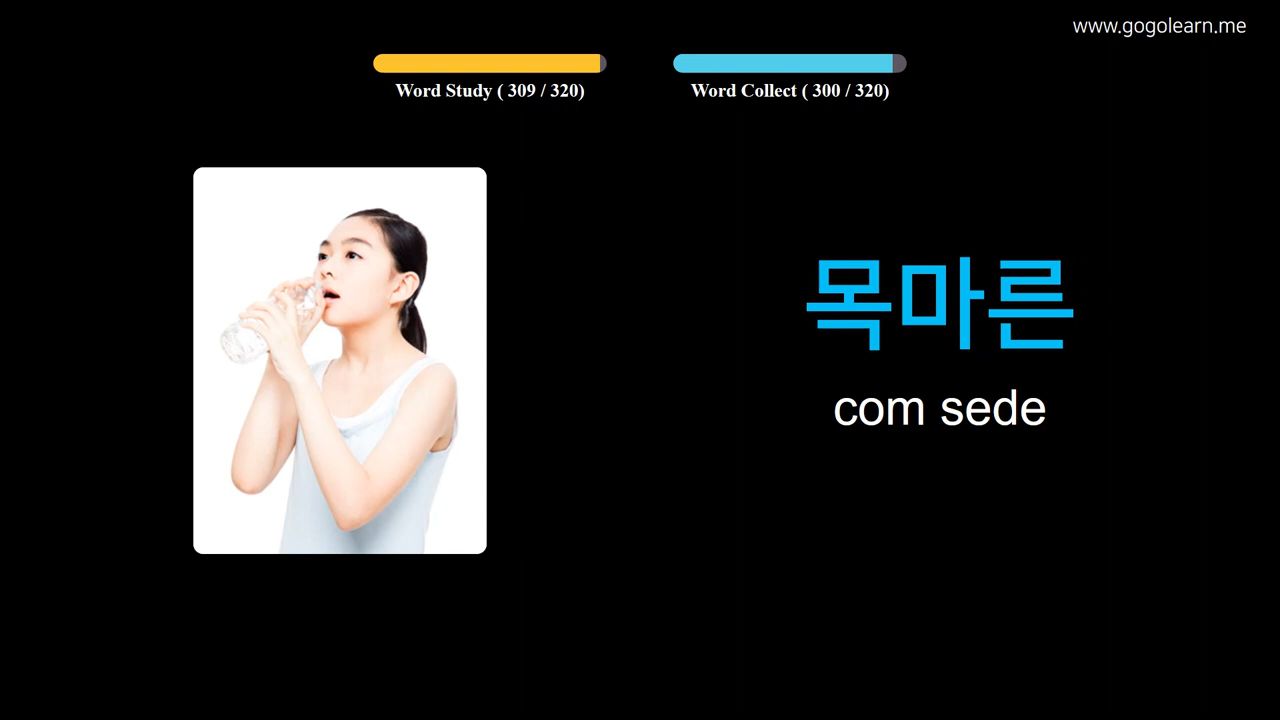 www.gogolearn.me
Word Study ( 309 / 320)
Word Collect ( 300 / 320)
목마른
com sede